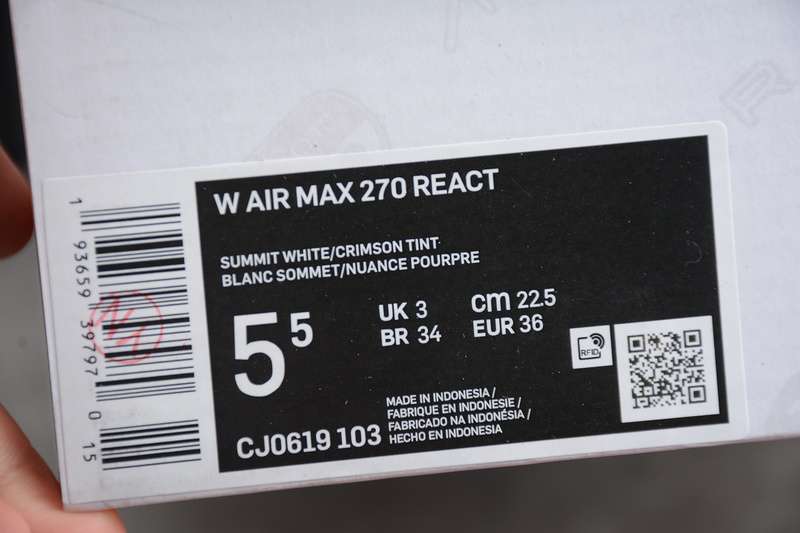 W AIR MAX 270 REACT
SUMMIT WHITE/CRIMSON TINT
BLANC SOMMET/NUANCE POURPRE
5 5
UK 3
cm 22.5
BR 34
EUR 36
RFID
MADE IN INDONESIA /
FABRIQUE EN INDONESIE /
FABRICADO NA INDONÉSIA /
HECHO EN INDONESIA
CJ0619 103
1 93659 39797 0 15